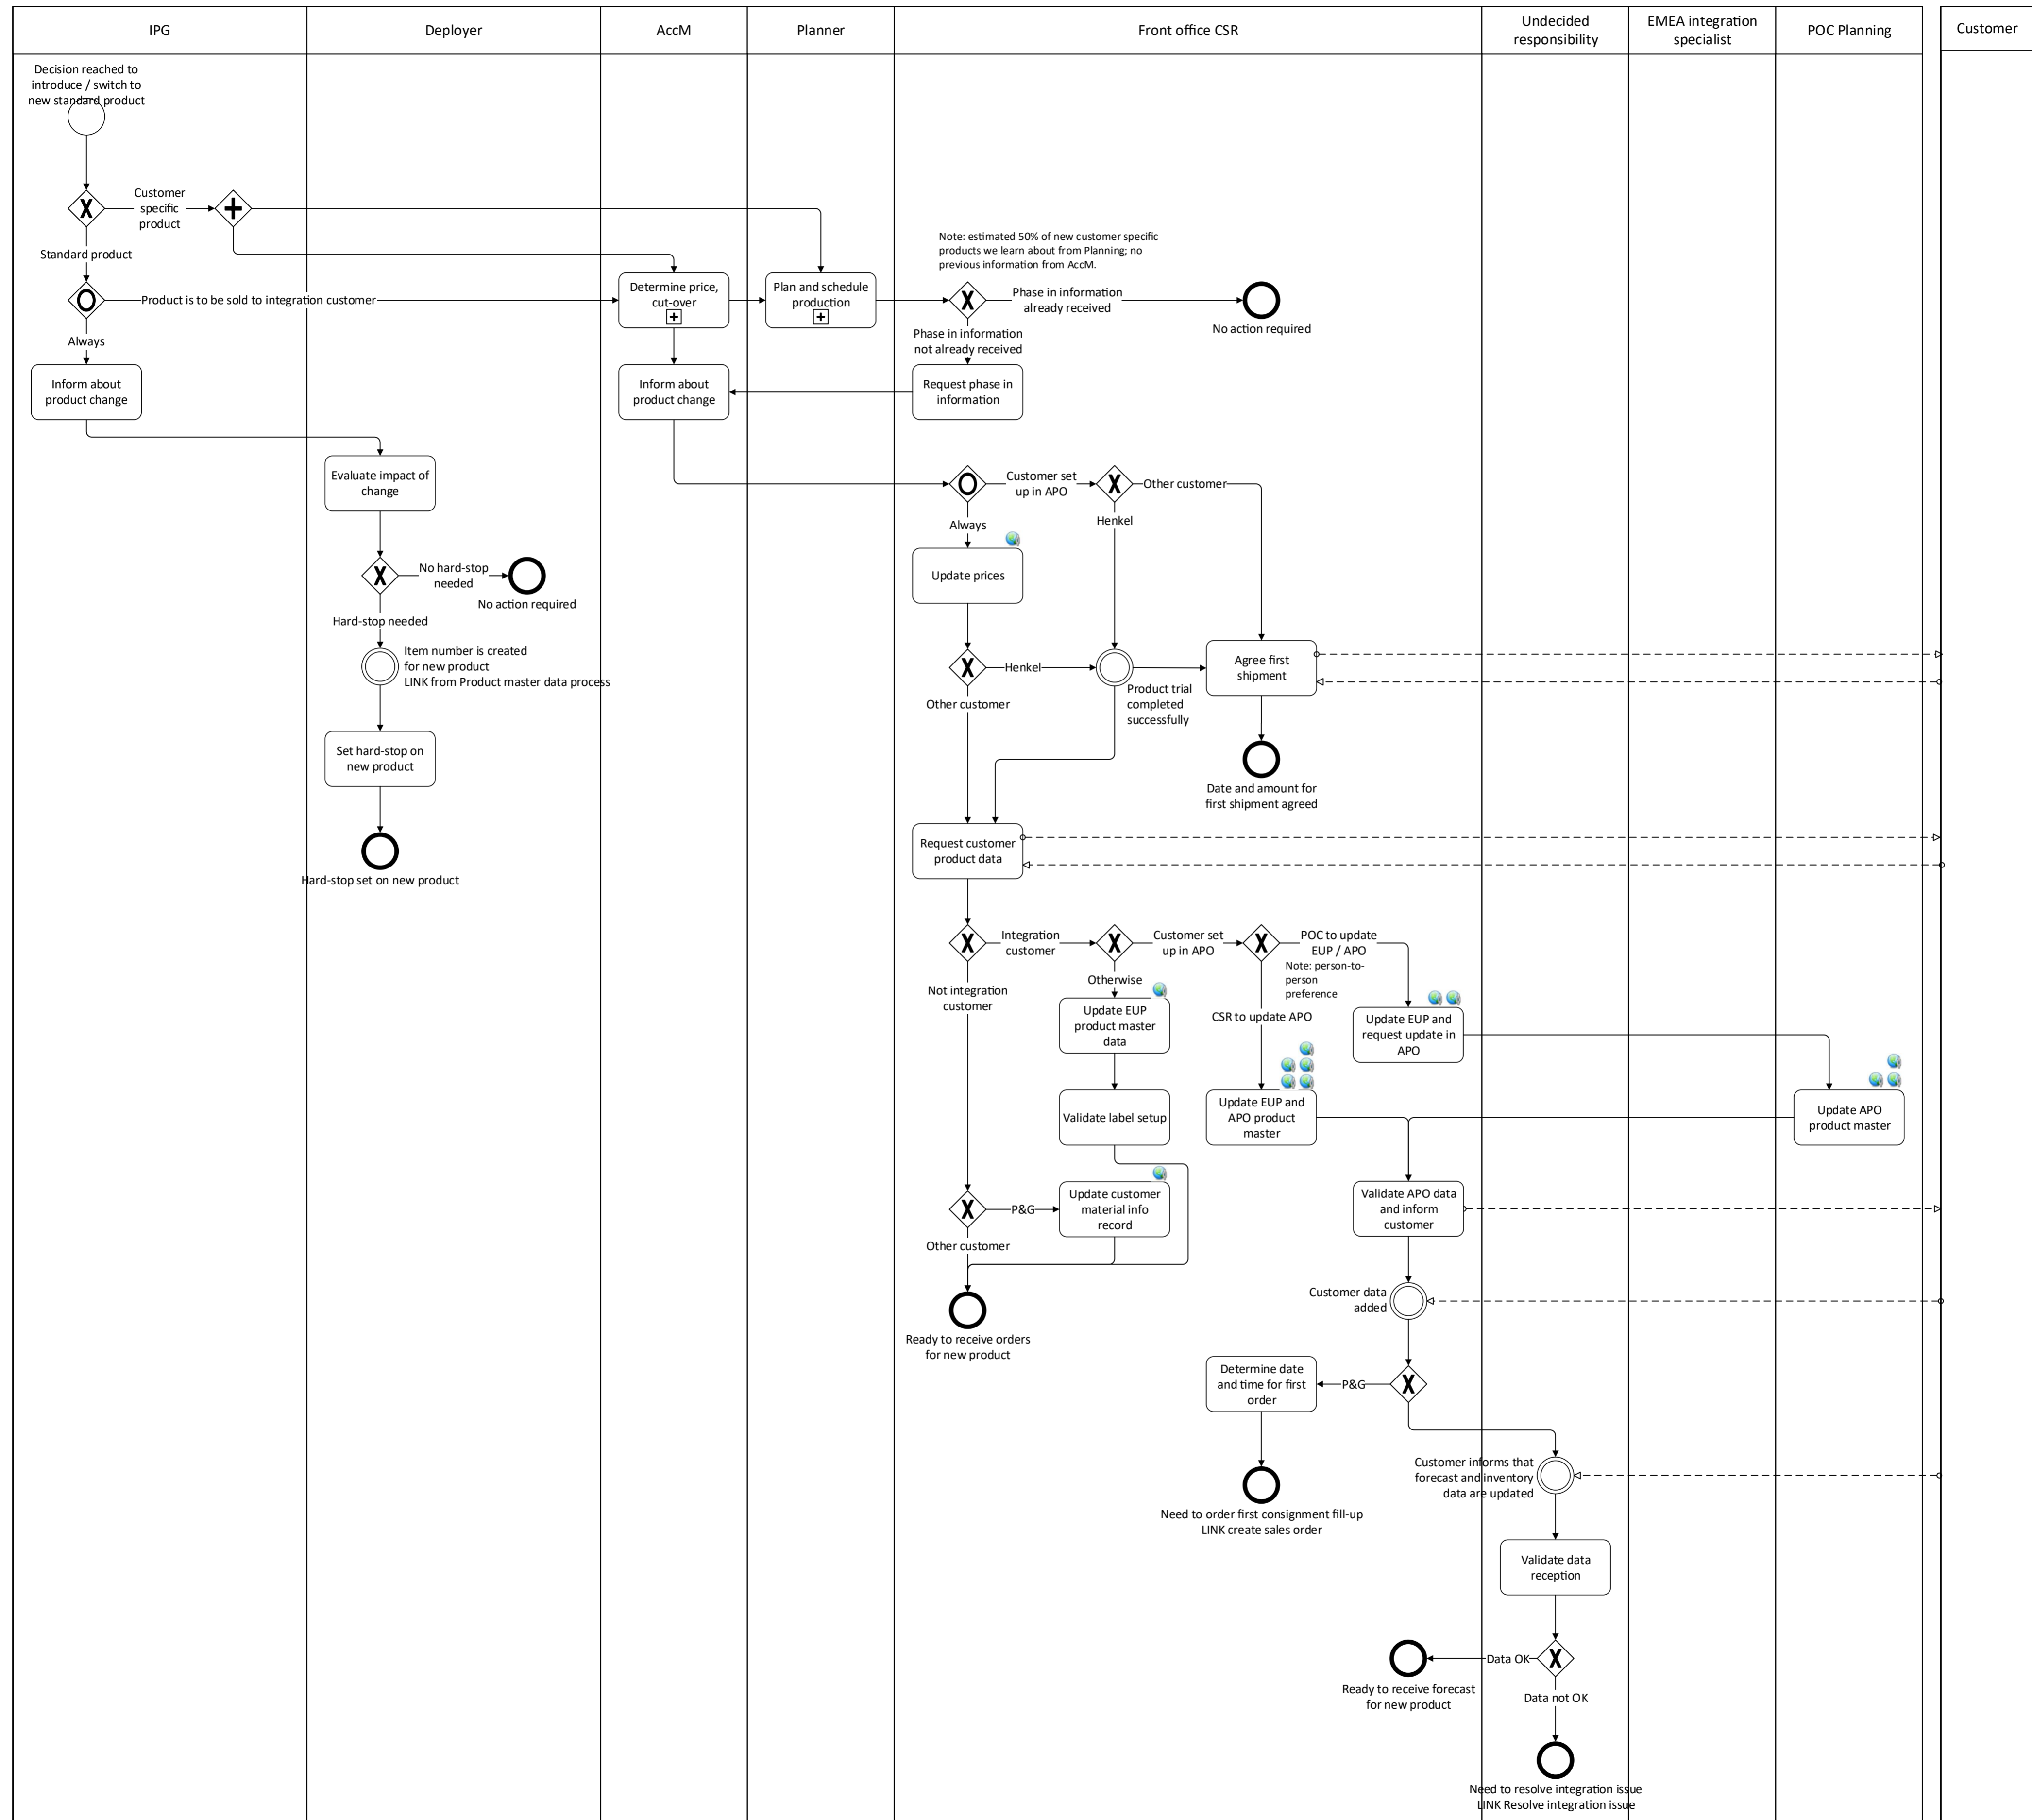 IPG
Deployer
AccM
Planner
Front office CSR
Undecided
responsibility
EMEA integration
specialist
POC Planning
Customer
Decision reached to
introduce / switch to
new standard product
Customer
specific
product
Standard product
Note: estimated 50% of new customer specific
products we learn about from Planning; no
previous information from AccM.
Product is to be sold to integration customer
Determine price,
cut-over
Plan and schedule
production
Phase in information
already received
No action required
Always
Phase in information
not already received
Inform about
product change
Inform about
product change
Request phase in
information
Evaluate impact of
change
Customer set
up in APO
Other customer
Always
Henkel
No hard-stop
needed
No action required
Update prices
Hard-stop needed
Item number is created
for new product
LINK from Product master data process
Henkel
Agree first
shipment
Other customer
Product trial
completed
successfully
Set hard-stop on
new product
Date and amount for
first shipment agreed
Request customer
product data
Hard-stop set on new product
Integration
customer
Customer set
up in APO
POC to update
EUP / APO
Note: person-to-
person
preference
Not integration
customer
Otherwise
CSR to update APO
Update EUP
product master
data
Update EUP and
request update in
APO
Validate label setup
Update EUP and
APO product
master
Update APO
product master
P&G
Update customer
material info
record
Validate APO data
and inform
customer
Other customer
Customer data
added
Ready to receive orders
for new product
Determine date
and time for first
order
P&G
Customer informs that
forecast and inventory
data are updated
Need to order first consignment fill-up
LINK create sales order
Validate data
reception
Data OK
Ready to receive forecast
for new product
Data not OK
Need to resolve integration issue
LINK Resolve integration issue